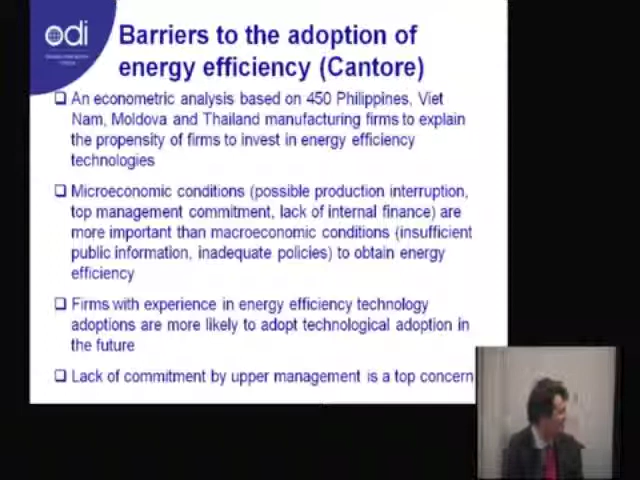 odi
Barriers to the adoption of
energy efficiency (Cantore)
An econometric analysis based on 450 Philippines, Viet
Nam, Moldova and Thailand manufacturing firms to explain
the propensity of firms to invest in energy efficiency
technologies
Microeconomic conditions (possible production interruption,
top management commitment, lack of internal finance) are
more important than macroeconomic conditions (insufficient
public information, inadequate policies) to obtain energy
efficiency
Firms with experience in energy efficiency technology
adoptions are more likely to adopt technological adoption in
the future
Lack of commitment by upper management is a top concern